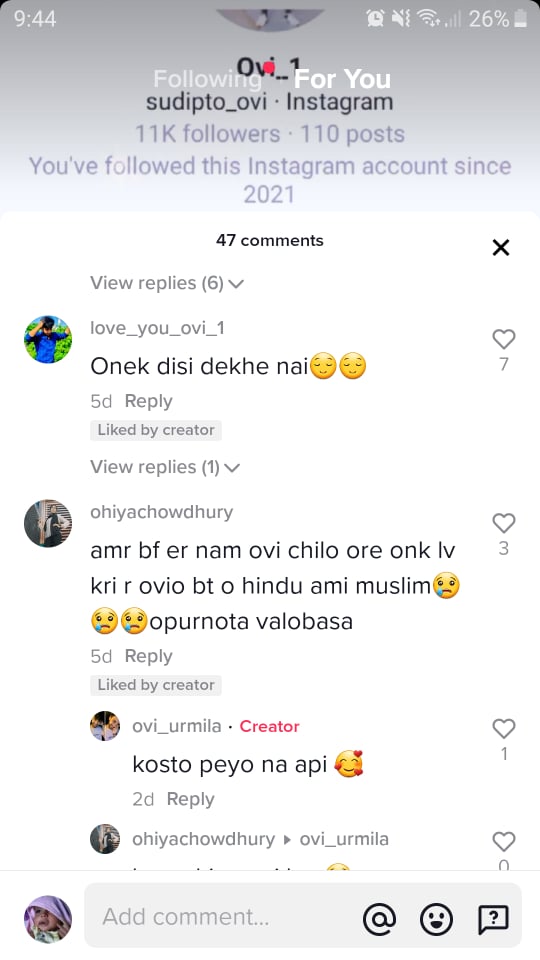 9:44
26%
Following
For You
Ovi_1
sudipto_ovi · Instagram
11K followers · 110 posts
You've followed this Instagram account since
2021
47 comments
View replies (6)
love_you_ovi_1
Onek disi dekhe nai😌😌
7
5d Reply
Liked by creator
View replies (1)
ohiyachowdhury
amr bf er nam ovi chilo ore onk lv
kri r ovio bt o hindu ami muslim😢
😢😢opurnota valobasa
3
5d Reply
Liked by creator
ovi_urmila · Creator
kosto peyo na api 🥰
1
2d Reply
ohiyachowdhury ▸ ovi_urmila
0
Add comment...